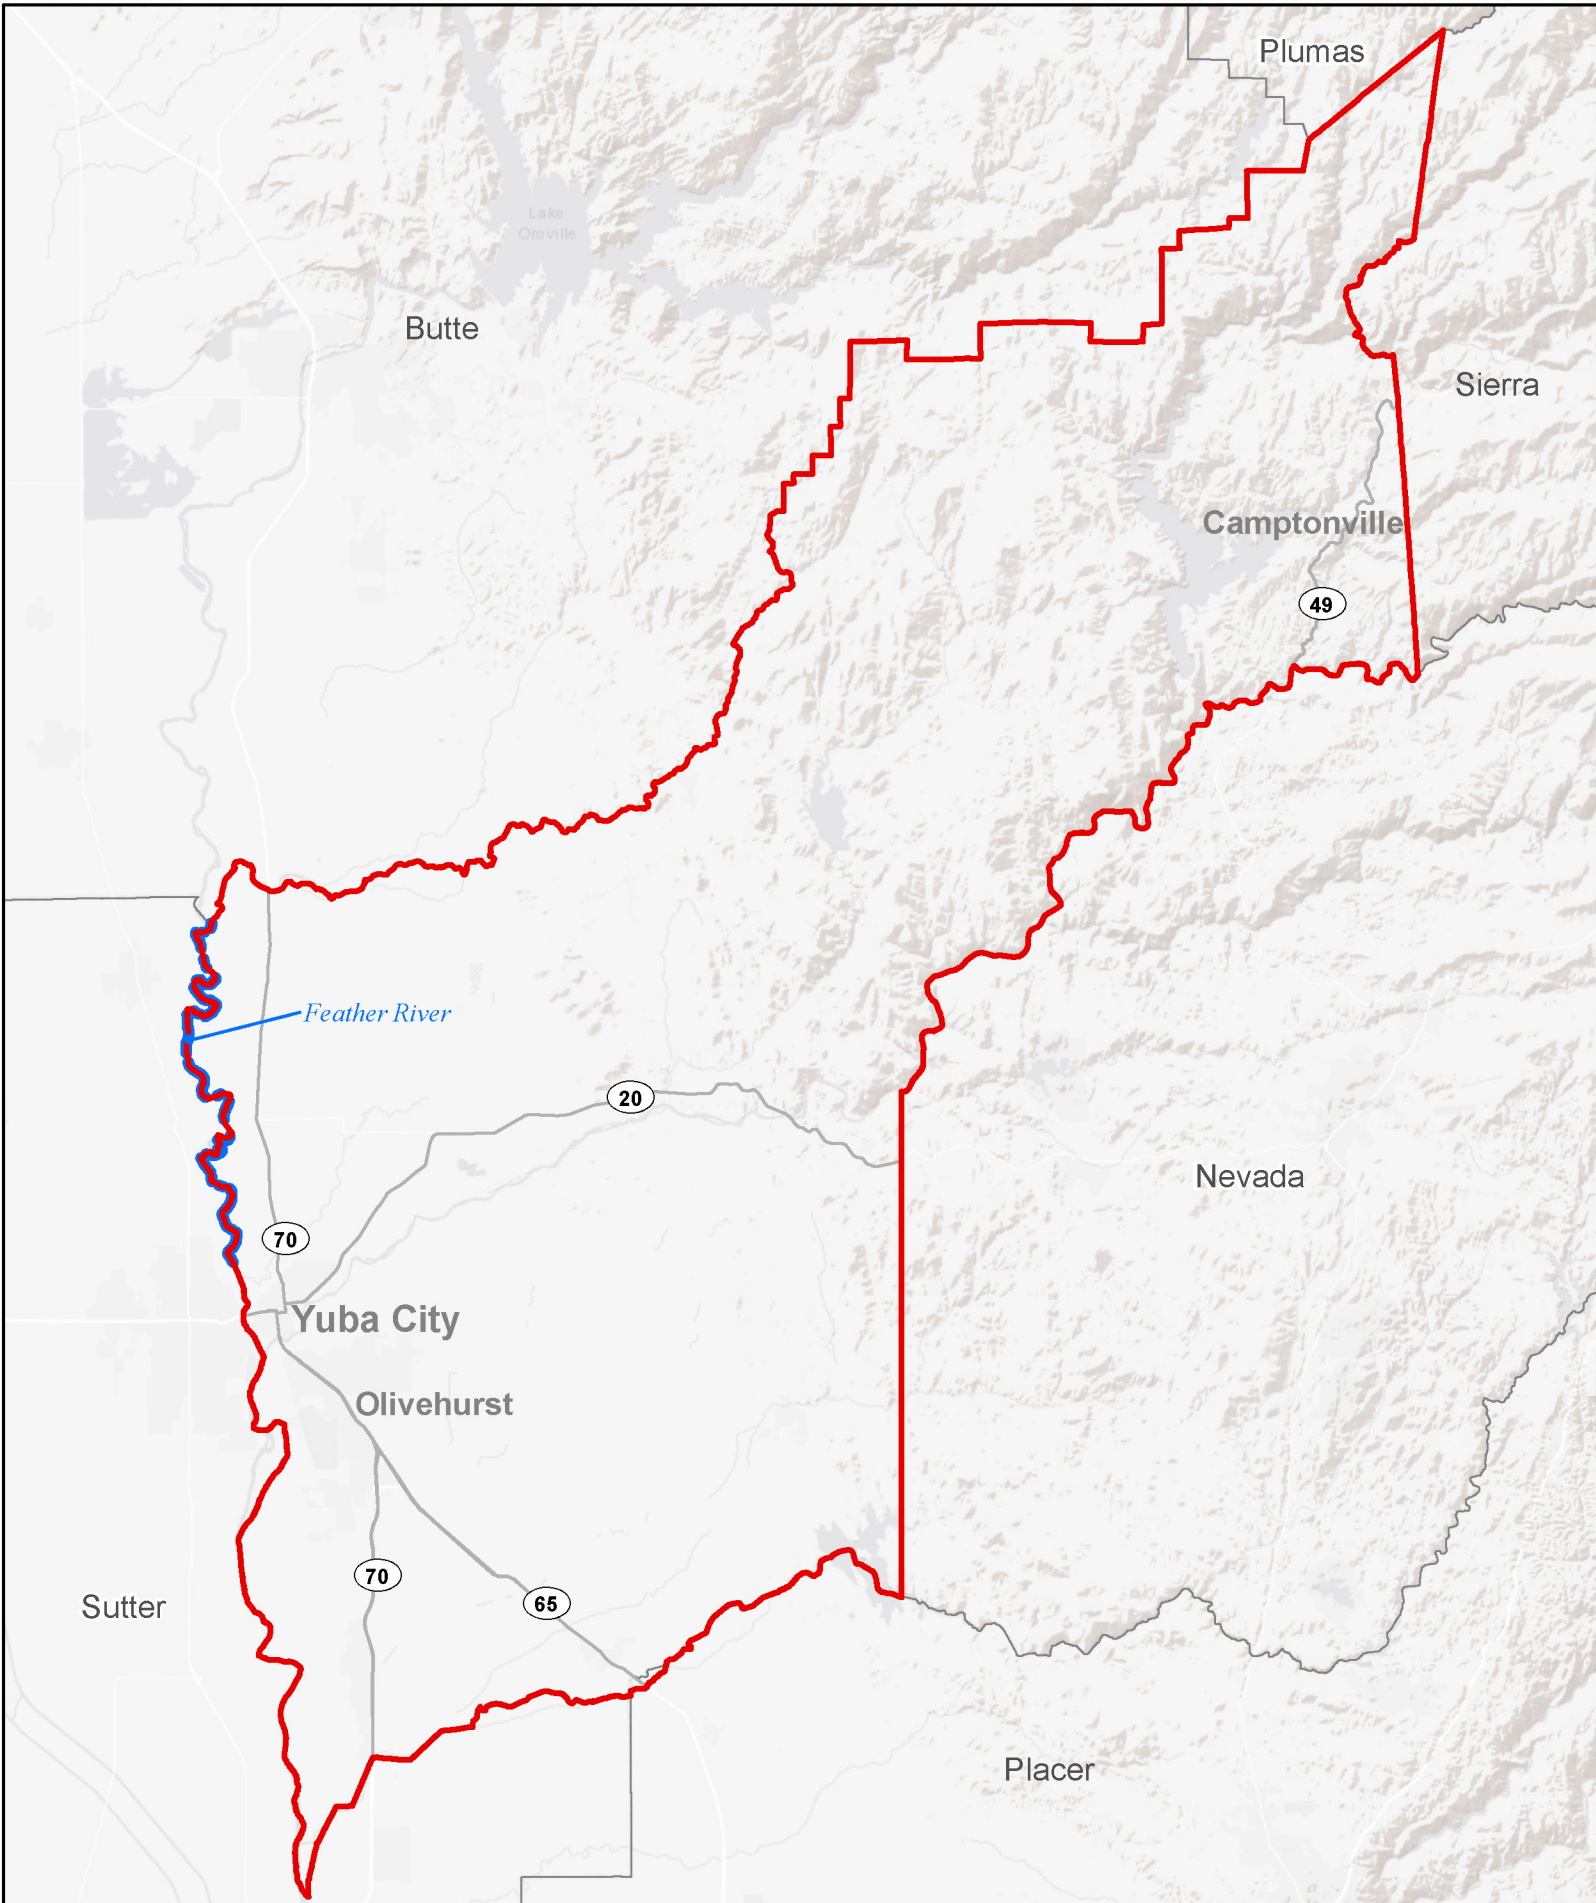 Plumas
Lake
Oroville
Butte
Sierra
Camptonville
49
Feather River
20
Nevada
70
Yuba City
Olivehurst
70
65
Sutter
Placer